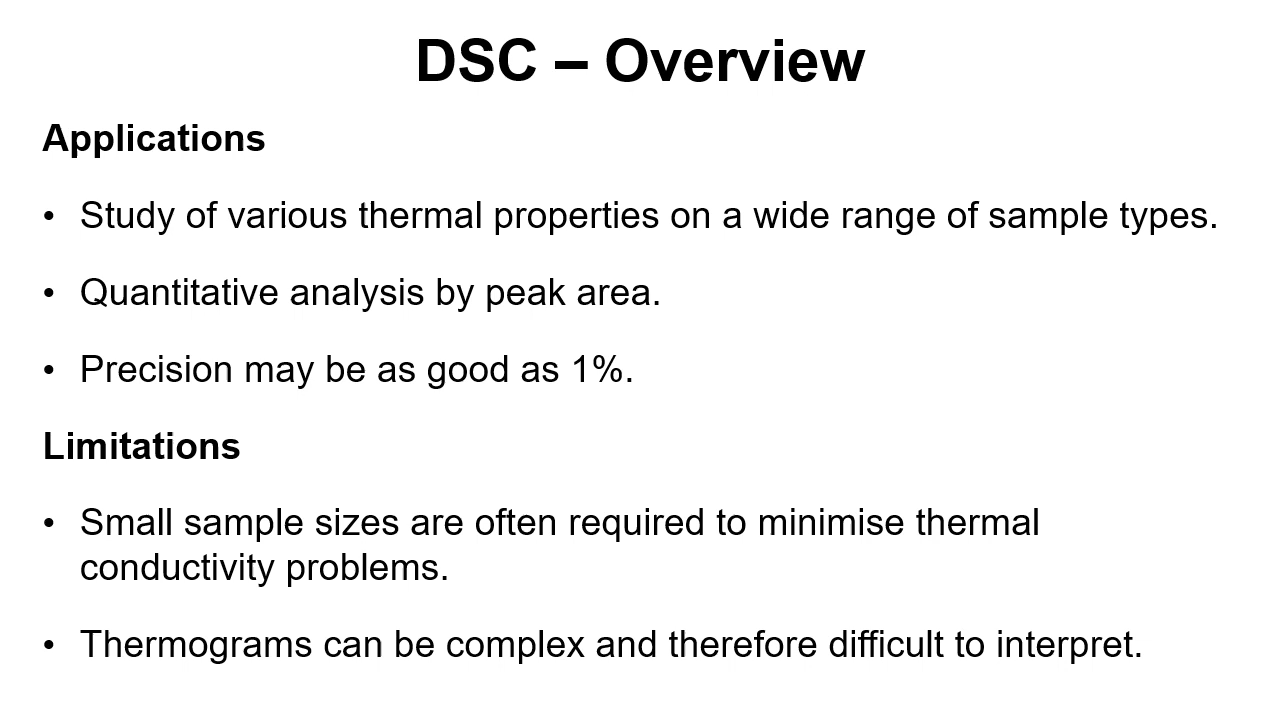 DSC – Overview
Applications
• Study of various thermal properties on a wide range of sample types.
• Quantitative analysis by peak area.
• Precision may be as good as 1%.
Limitations
• Small sample sizes are often required to minimise thermal
conductivity problems.
• Thermograms can be complex and therefore difficult to interpret.